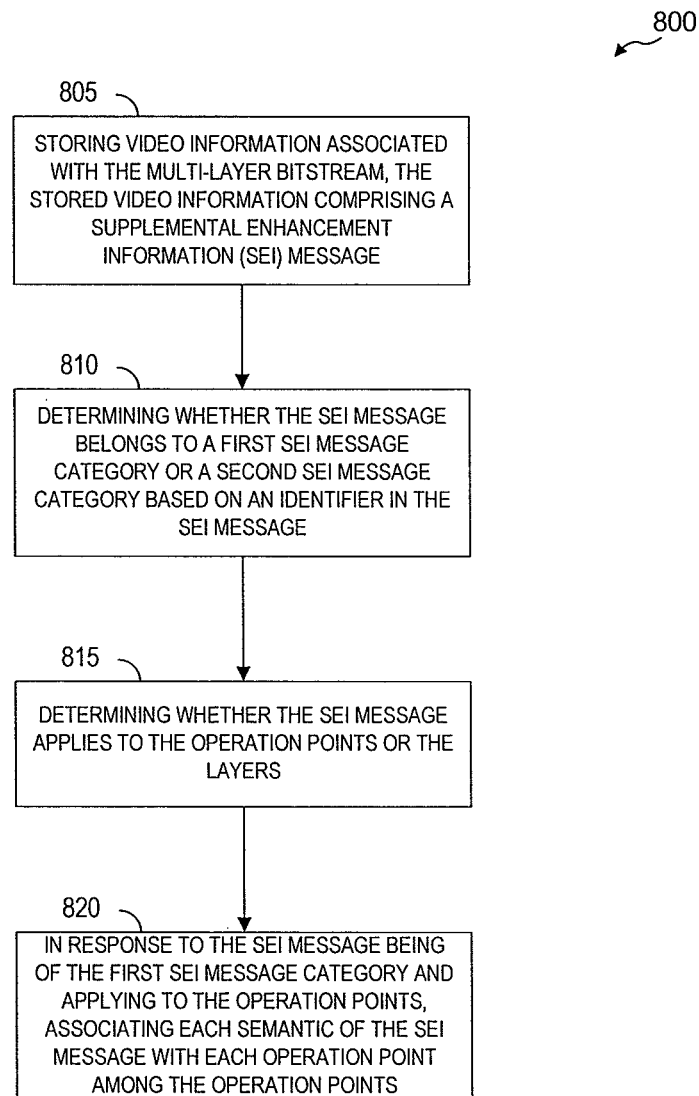 800
805
STORING VIDEO INFORMATION ASSOCIATED
WITH THE MULTI-LAYER BITSTREAM, THE
STORED VIDEO INFORMATION COMPRISING A
SUPPLEMENTAL ENHANCEMENT
INFORMATION (SEI) MESSAGE
810
DETERMINING WHETHER THE SEI MESSAGE
BELONGS TO A FIRST SEI MESSAGE
CATEGORY OR A SECOND SEI MESSAGE
CATEGORY BASED ON AN IDENTIFIER IN THE
SEI MESSAGE
815
DETERMINING WHETHER THE SEI MESSAGE
APPLIES TO THE OPERATION POINTS OR THE
LAYERS
820
IN RESPONSE TO THE SEI MESSAGE BEING
OF THE FIRST SEI MESSAGE CATEGORY AND
APPLYING TO THE OPERATION POINTS,
ASSOCIATING EACH SEMANTIC OF THE SEI
MESSAGE WITH EACH OPERATION POINT
AMONG THE OPERATION POINTS